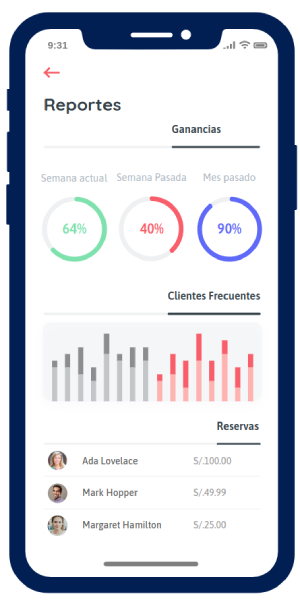 9:31
Reportes
Ganancias
Semana actual Semana Pasada Mes pasado
64% 40% 90%
Clientes Frecuentes
Reservas
Ada Lovelace S/.100.00
Mark Hopper S/.49.99
Margaret Hamilton S/.25.00